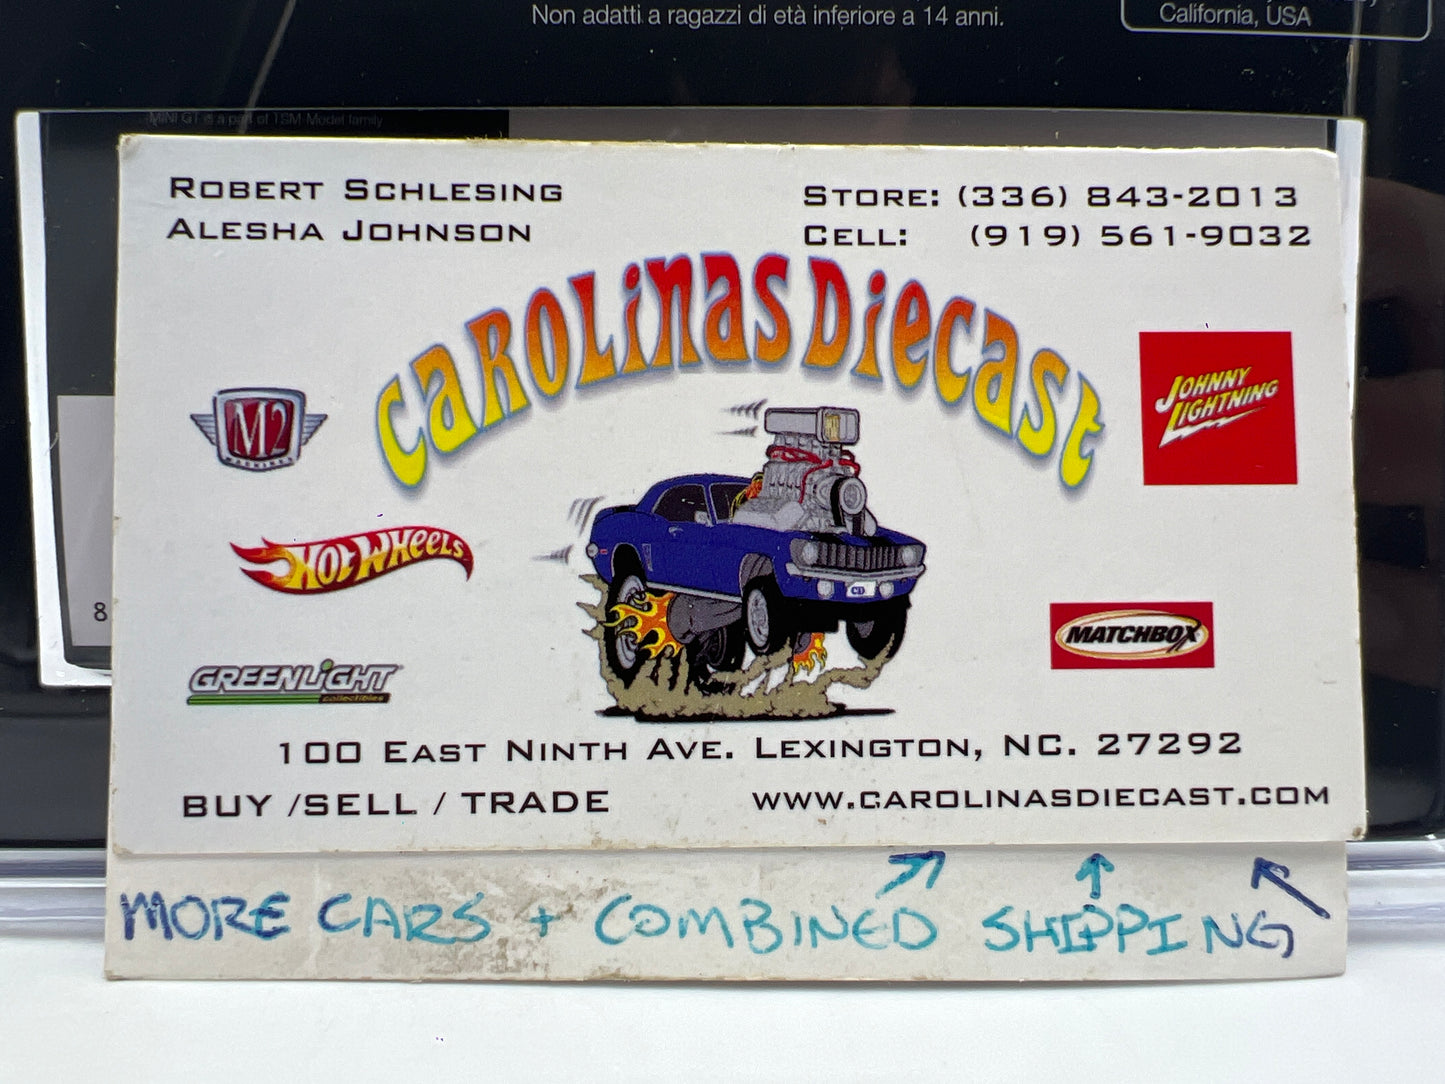 Non adatti a ragazzi di età inferiore a 14 anni.
California, USA
MINI GT is a part of TSM-Model family
ROBERT SCHLESING
ALESHA JOHNSON
STORE: (336) 843-2013
CELL: (919) 561-9032
CAROLINAS DIECAST
M2
MACHINES
JOHNNY
LIGHTNING
HOT WHEELS
CD
MATCHBOX
GREENLIGHT
collectibles
8
100 EAST NINTH AVE. LEXINGTON, NC. 27292
BUY /SELL / TRADE
WWW.CAROLINASDIECAST.COM
MORE CARS + COMBINED SHIPPING